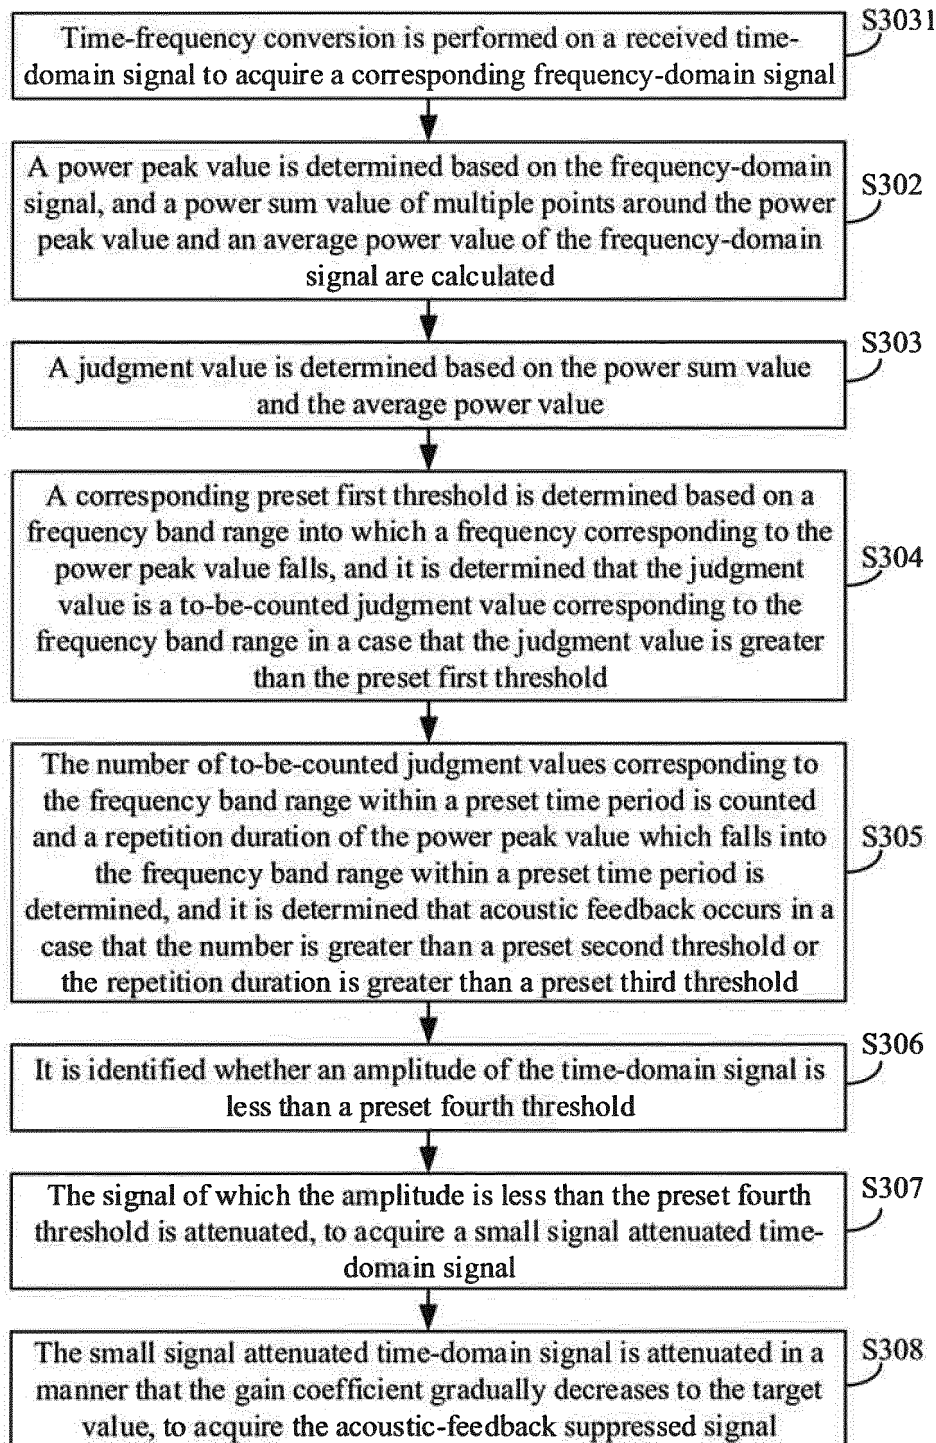 S3031
Time-frequency conversion is performed on a received time-
domain signal to acquire a corresponding frequency-domain signal
A power peak value is determined based on the frequency-domain
signal, and a power sum value of multiple points around the power
peak value and an average power value of the frequency-domain
signal are calculated
S302
A judgment value is determined based on the power sum value
and the average power value
S303
A corresponding preset first threshold is determined based on a
frequency band range into which a frequency corresponding to the
power peak value falls, and it is determined that the judgment
value is a to-be-counted judgment value corresponding to the
frequency band range in a case that the judgment value is greater
than the preset first threshold
S304
The number of to-be-counted judgment values corresponding to
the frequency band range within a preset time period is counted
and a repetition duration of the power peak value which falls into
the frequency band range within a preset time period is
determined, and it is determined that acoustic feedback occurs in a
case that the number is greater than a preset second threshold or
the repetition duration is greater than a preset third threshold
S305
It is identified whether an amplitude of the time-domain signal is
less than a preset fourth threshold
S306
The signal of which the amplitude is less than the preset fourth
threshold is attenuated, to acquire a small signal attenuated time-
domain signal
S307
The small signal attenuated time-domain signal is attenuated in a
manner that the gain coefficient gradually decreases to the target
value, to acquire the acoustic-feedback suppressed signal
S308